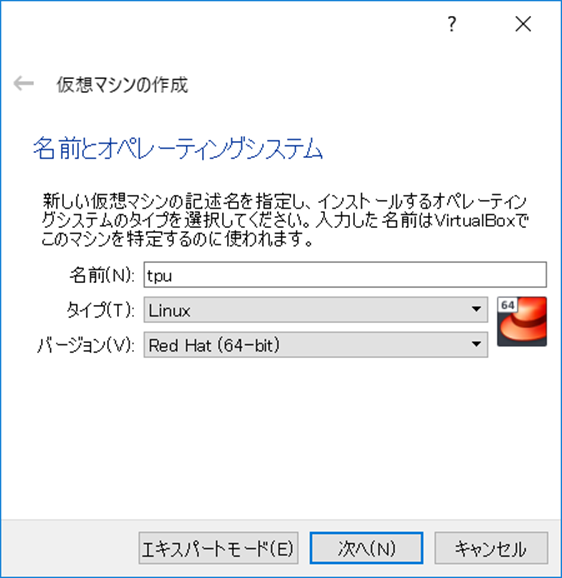 ?
仮想マシンの作成
名前とオペレーティングシステム
新しい仮想マシンの記述名を指定し、インストールするオペレーティン
グシステムのタイプを選択してください。入力した名前はVirtualBoxで
このマシンを特定するのに使われます。
名前(N): tpu
タイプ(T): Linux
64
バージョン(V): Red Hat (64-bit)
エキスパートモード(E) 次へ(N) キャンセル